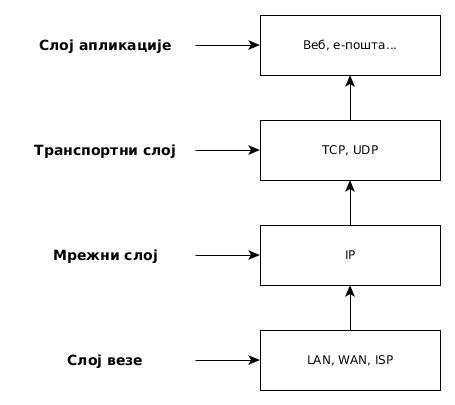 Слој апликације
Веб, е-пошта...
Транспортни слој
TCP, UDP
Мрежни слој
IP
Слој везе
LAN, WAN, ISP